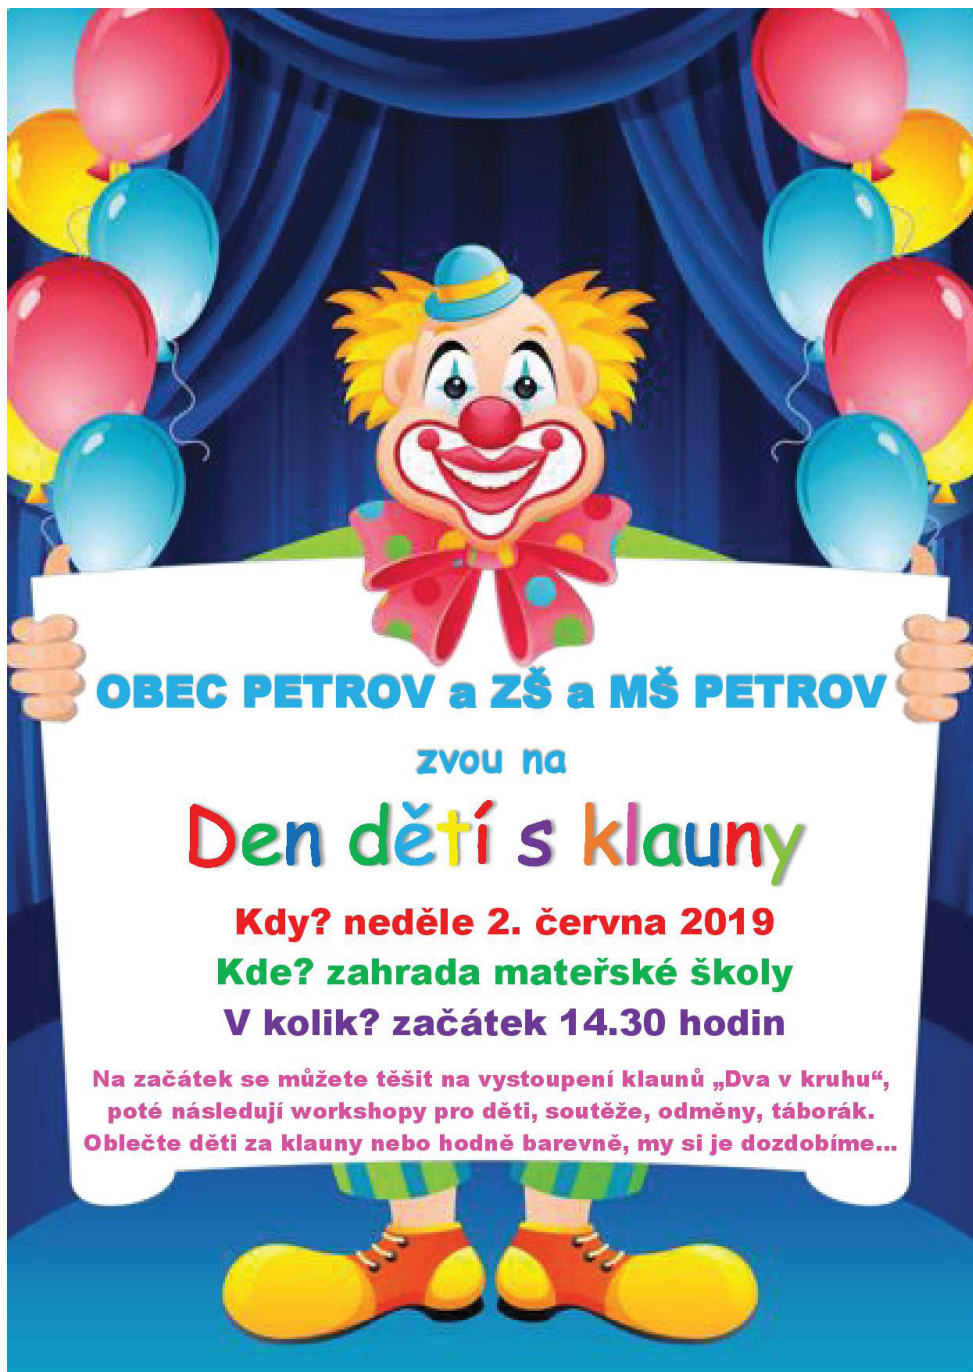 OBEC PETROV a ZŠ a MŠ PETROV
zvou na
Den dětí s klauny
Kdy? neděle 2. června 2019
Kde? zahrada mateřské školy
V kolik? začátek 14.30 hodin
Na začátek se můžete těšit na vystoupení klaunů „Dva v kruhu“,
poté následují workshopy pro děti, soutěže, odměny, táborák.
Oblečte děti za klauny nebo hodně barevně, my si je dozdobíme...